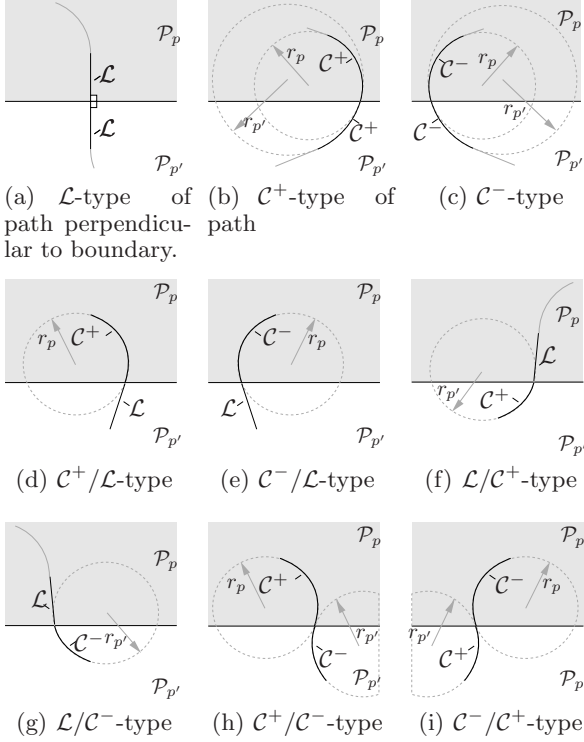 𝒫p
ℒ
ℒ
𝒫p′
(a) ℒ-type of path perpendicular to boundary.
𝒫p
rp
𝒞+
rp′
𝒞+
𝒫p′
(b) 𝒞+-type of path
𝒫p
𝒞−
rp
rp′
𝒞−
𝒫p′
(c) 𝒞−-type
𝒫p
rp
𝒞+
ℒ
𝒫p′
(d) 𝒞+/ℒ-type
𝒫p
𝒞−
rp
ℒ
𝒫p′
(e) 𝒞−/ℒ-type
𝒫p
ℒ
rp′
𝒞+
𝒫p′
(f) ℒ/𝒞+-type
𝒫p
ℒ
𝒞−
rp′
𝒫p′
(g) ℒ/𝒞−-type
𝒫p
rp
𝒞+
rp′
𝒞−
𝒫p′
(h) 𝒞+/𝒞−-type
𝒫p
𝒞−
rp
rp′
𝒞+
𝒫p
(i) 𝒞−/𝒞+-type